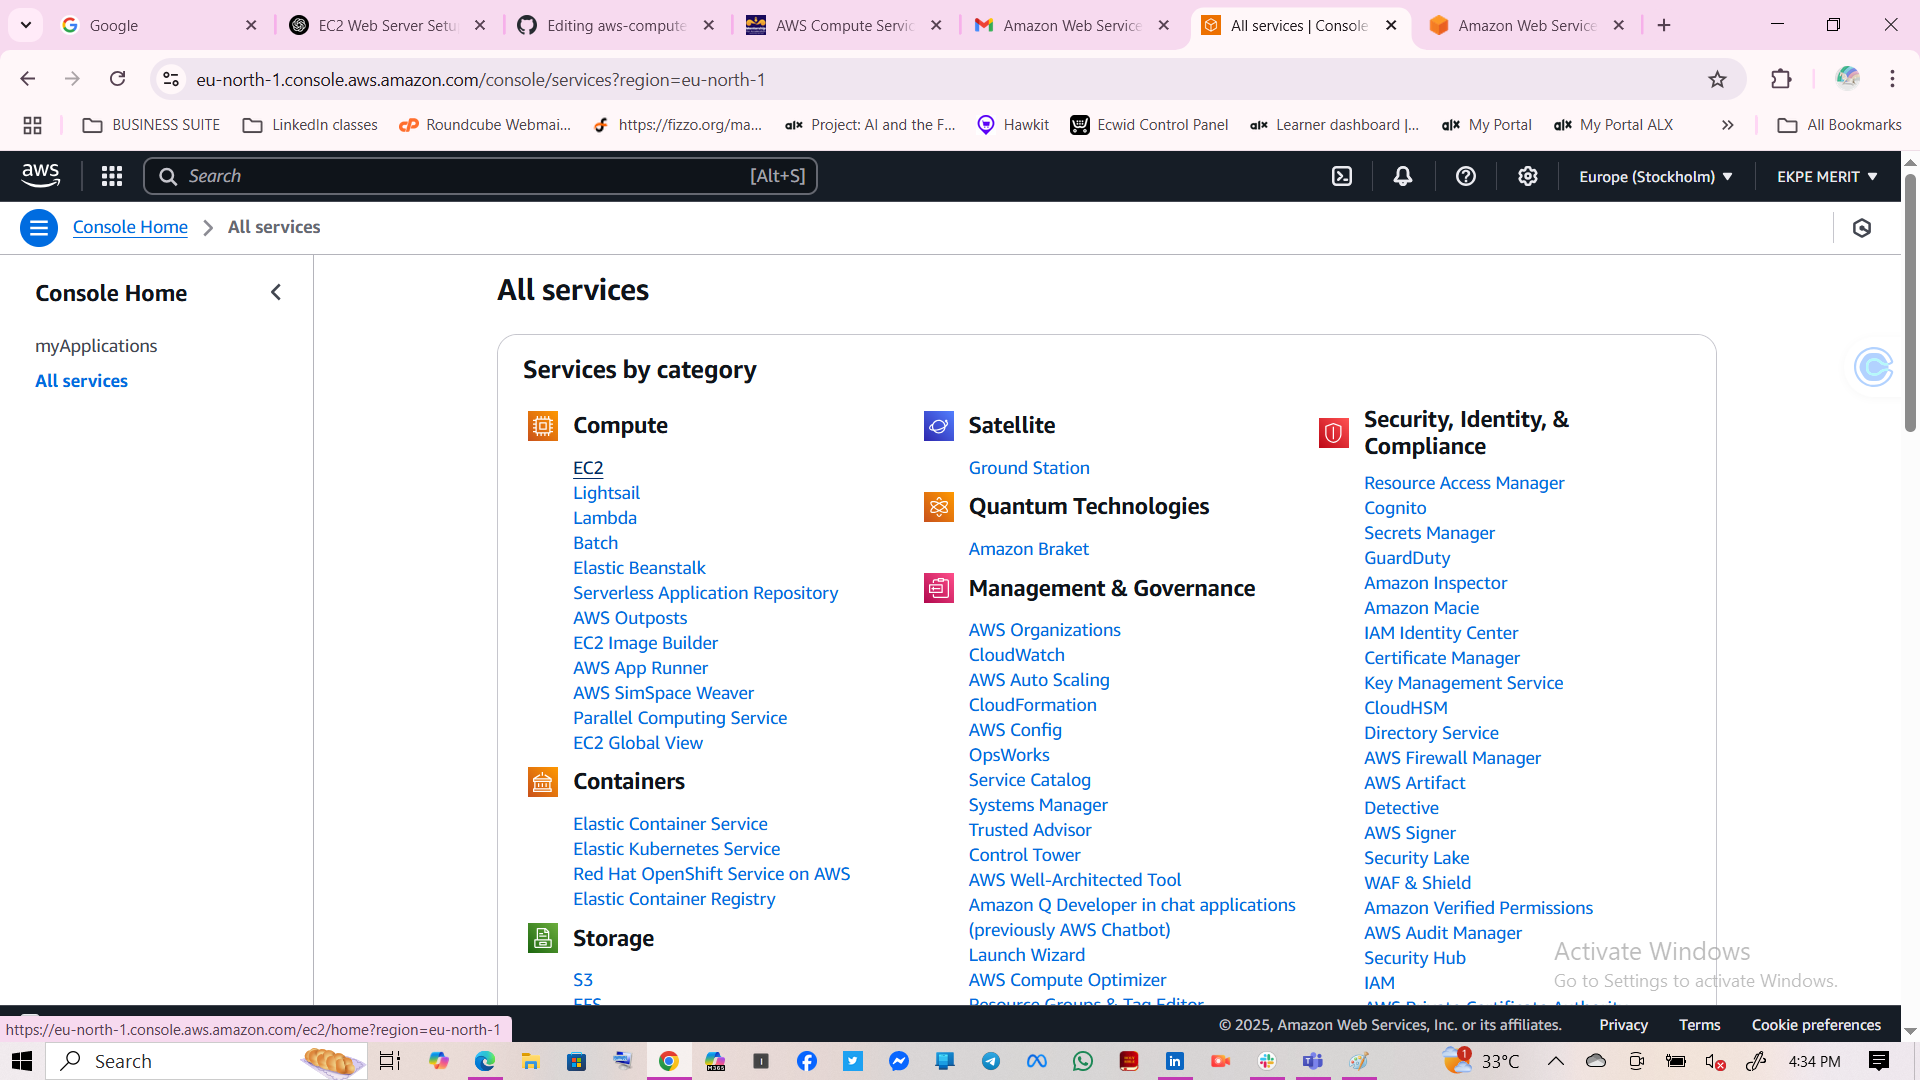 Google
EC2 Web Server Setu
Editing aws-compute
AWS Compute Servic
Amazon Web Service
All services | Console
Amazon Web Service
eu-north-1.console.aws.amazon.com/console/services?region=eu-north-1
BUSINESS SUITE
LinkedIn classes
Roundcube Webmai...
https://fizzo.org/ma...
Project: AI and the F...
Hawkit
Ecwid Control Panel
Learner dashboard |...
My Portal
My Portal ALX
All Bookmarks
aws
Search
[Alt+S]
Europe (Stockholm)
EKPE MERIT
Console Home
All services
Console Home
myApplications
All services
All services
Services by category
Compute
EC2
Lightsail
Lambda
Batch
Elastic Beanstalk
Serverless Application Repository
AWS Outposts
EC2 Image Builder
AWS App Runner
AWS SimSpace Weaver
Parallel Computing Service
EC2 Global View
Containers
Elastic Container Service
Elastic Kubernetes Service
Red Hat OpenShift Service on AWS
Elastic Container Registry
Storage
S3
EFS
Satellite
Ground Station
Quantum Technologies
Amazon Braket
Management & Governance
AWS Organizations
CloudWatch
AWS Auto Scaling
CloudFormation
AWS Config
OpsWorks
Service Catalog
Systems Manager
Trusted Advisor
Control Tower
AWS Well-Architected Tool
Amazon Q Developer in chat applications
(previously AWS Chatbot)
Launch Wizard
AWS Compute Optimizer
Resource Groups & Tag Editor
Security, Identity, &
Compliance
Resource Access Manager
Cognito
Secrets Manager
GuardDuty
Amazon Inspector
Amazon Macie
IAM Identity Center
Certificate Manager
Key Management Service
CloudHSM
Directory Service
AWS Firewall Manager
AWS Artifact
Detective
AWS Signer
Security Lake
WAF & Shield
Amazon Verified Permissions
AWS Audit Manager
Security Hub
IAM
AWS Private Certificate Authorit
Activate Windows
Go to Settings to activate Windows.
https://eu-north-1.console.aws.amazon.com/ec2/home?region=eu-north-1
© 2025, Amazon Web Services, Inc. or its affiliates.
Privacy
Terms
Cookie preferences
Search
1
33°C
4:34 PM